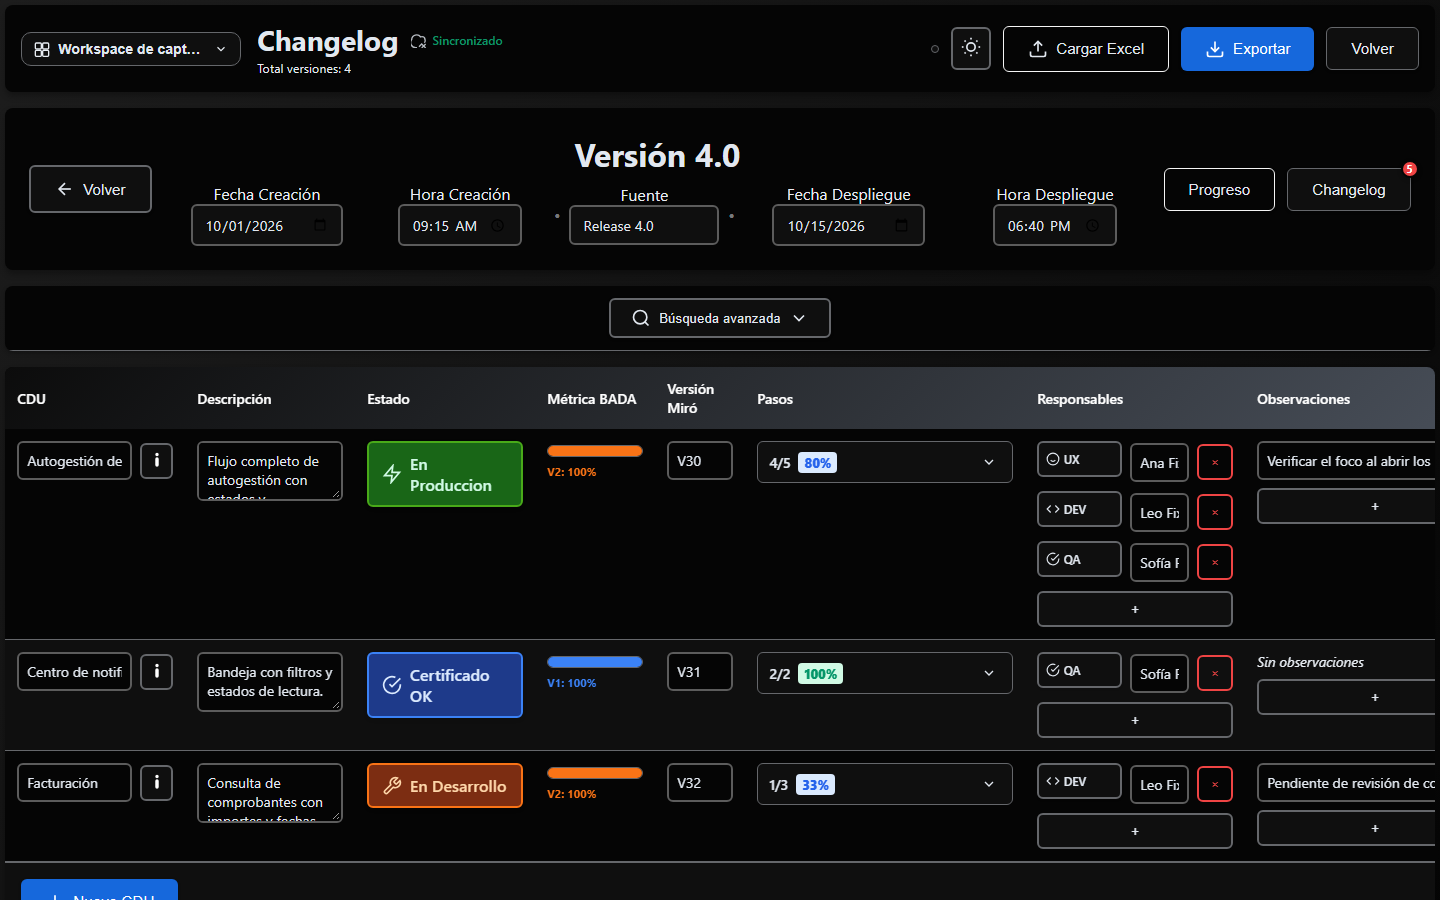 Workspace de capt...
Changelog
Sincronizado
Total versiones: 4
Cargar Excel
Exportar
Volver
Volver
Versión 4.0
Fecha Creación
10/01/2026
Hora Creación
09:15 AM
Fuente
Release 4.0
Fecha Despliegue
10/15/2026
Hora Despliegue
06:40 PM
Progreso
Changelog
5
Búsqueda avanzada
CDU
Descripción
Estado
Métrica BADA
Versión
Miró
Pasos
Responsables
Observaciones
Autogestión de
i
Flujo completo de
autogestión con
estados y
En
Produccion
V2: 100%
V30
4/5 80%
UX
Ana Fi
×
DEV
Leo Fi
×
QA
Sofía
×
+
Verificar el foco al abrir los
+
Centro de notif
i
Bandeja con filtros y
estados de lectura.
Certificado
OK
V1: 100%
V31
2/2 100%
QA
Sofía
×
+
Sin observaciones
+
Facturación
i
Consulta de
comprobantes con
importes y fechas
En Desarrollo
V2: 100%
V32
1/3 33%
DEV
Leo Fi
×
+
Pendiente de revisión de
+
+ Nuevo CDU